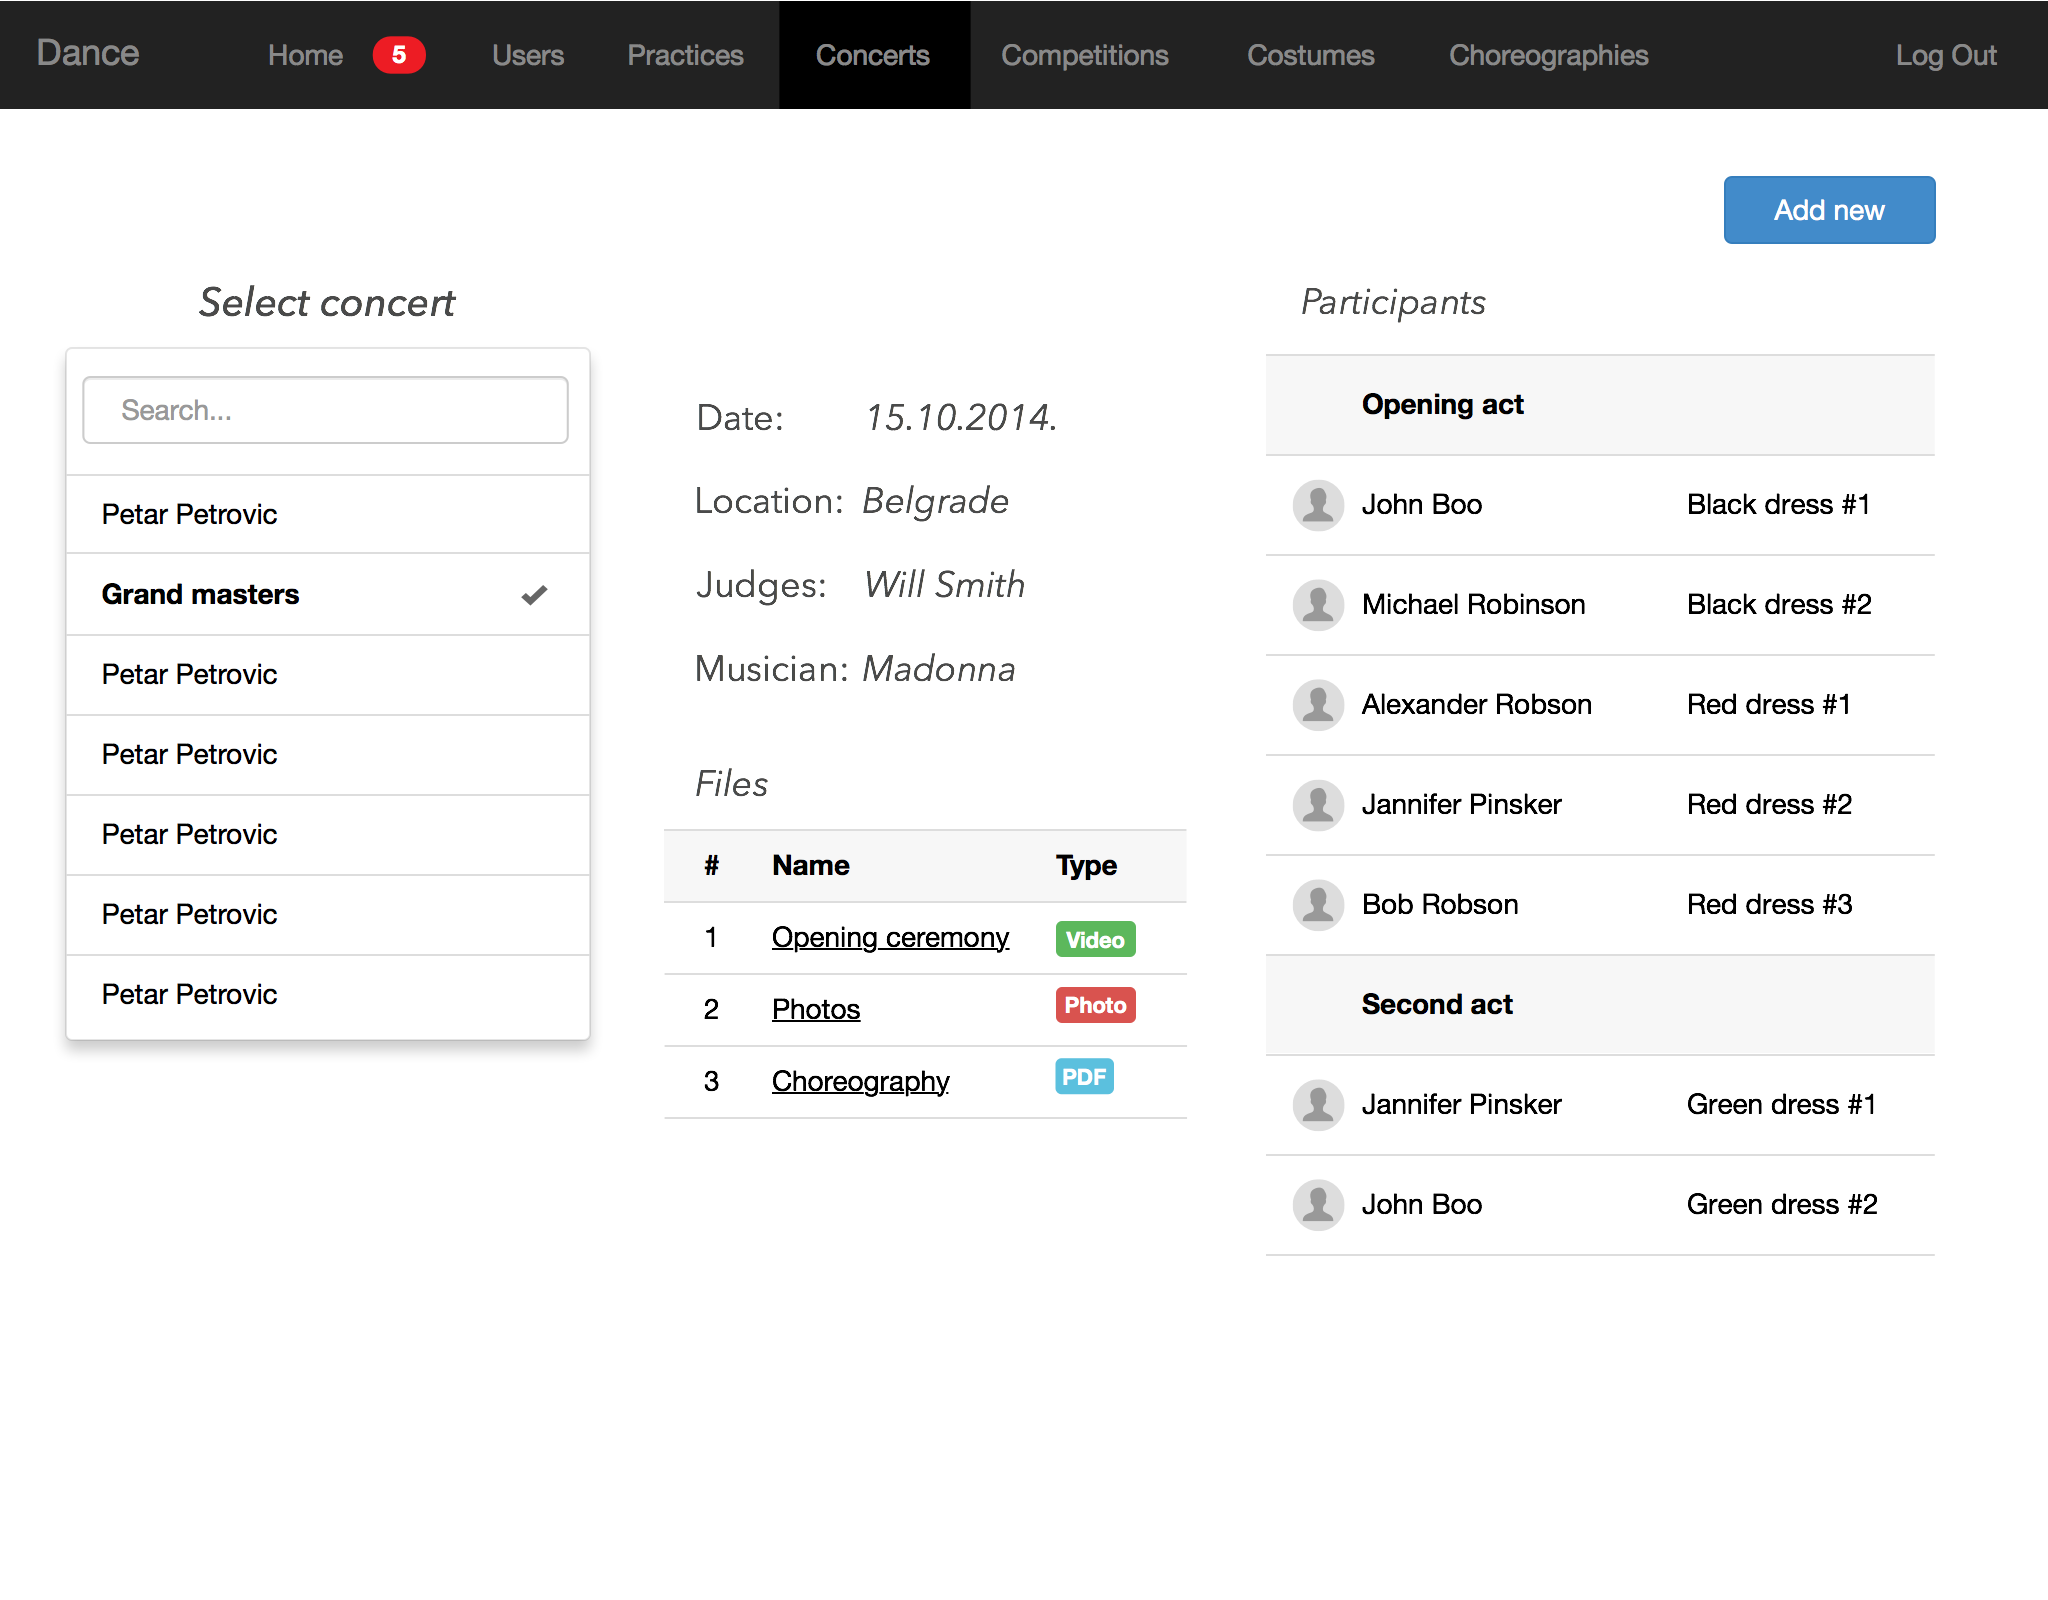 Dance Home 5 Users Practices Concerts Competitions Costumes Choreographies Log Out
Add new
Select concert
Search...
Petar Petrovic
Grand masters
Petar Petrovic
Petar Petrovic
Petar Petrovic
Petar Petrovic
Petar Petrovic
Date: 15.10.2014.
Location: Belgrade
Judges: Will Smith
Musician: Madonna
Files
# Name Type
1 Opening ceremony Video
2 Photos Photo
3 Choreography PDF
Participants
Opening act
John Boo Black dress #1
Michael Robinson Black dress #2
Alexander Robson Red dress #1
Jannifer Pinsker Red dress #2
Bob Robson Red dress #3
Second act
Jannifer Pinsker Green dress #1
John Boo Green dress #2